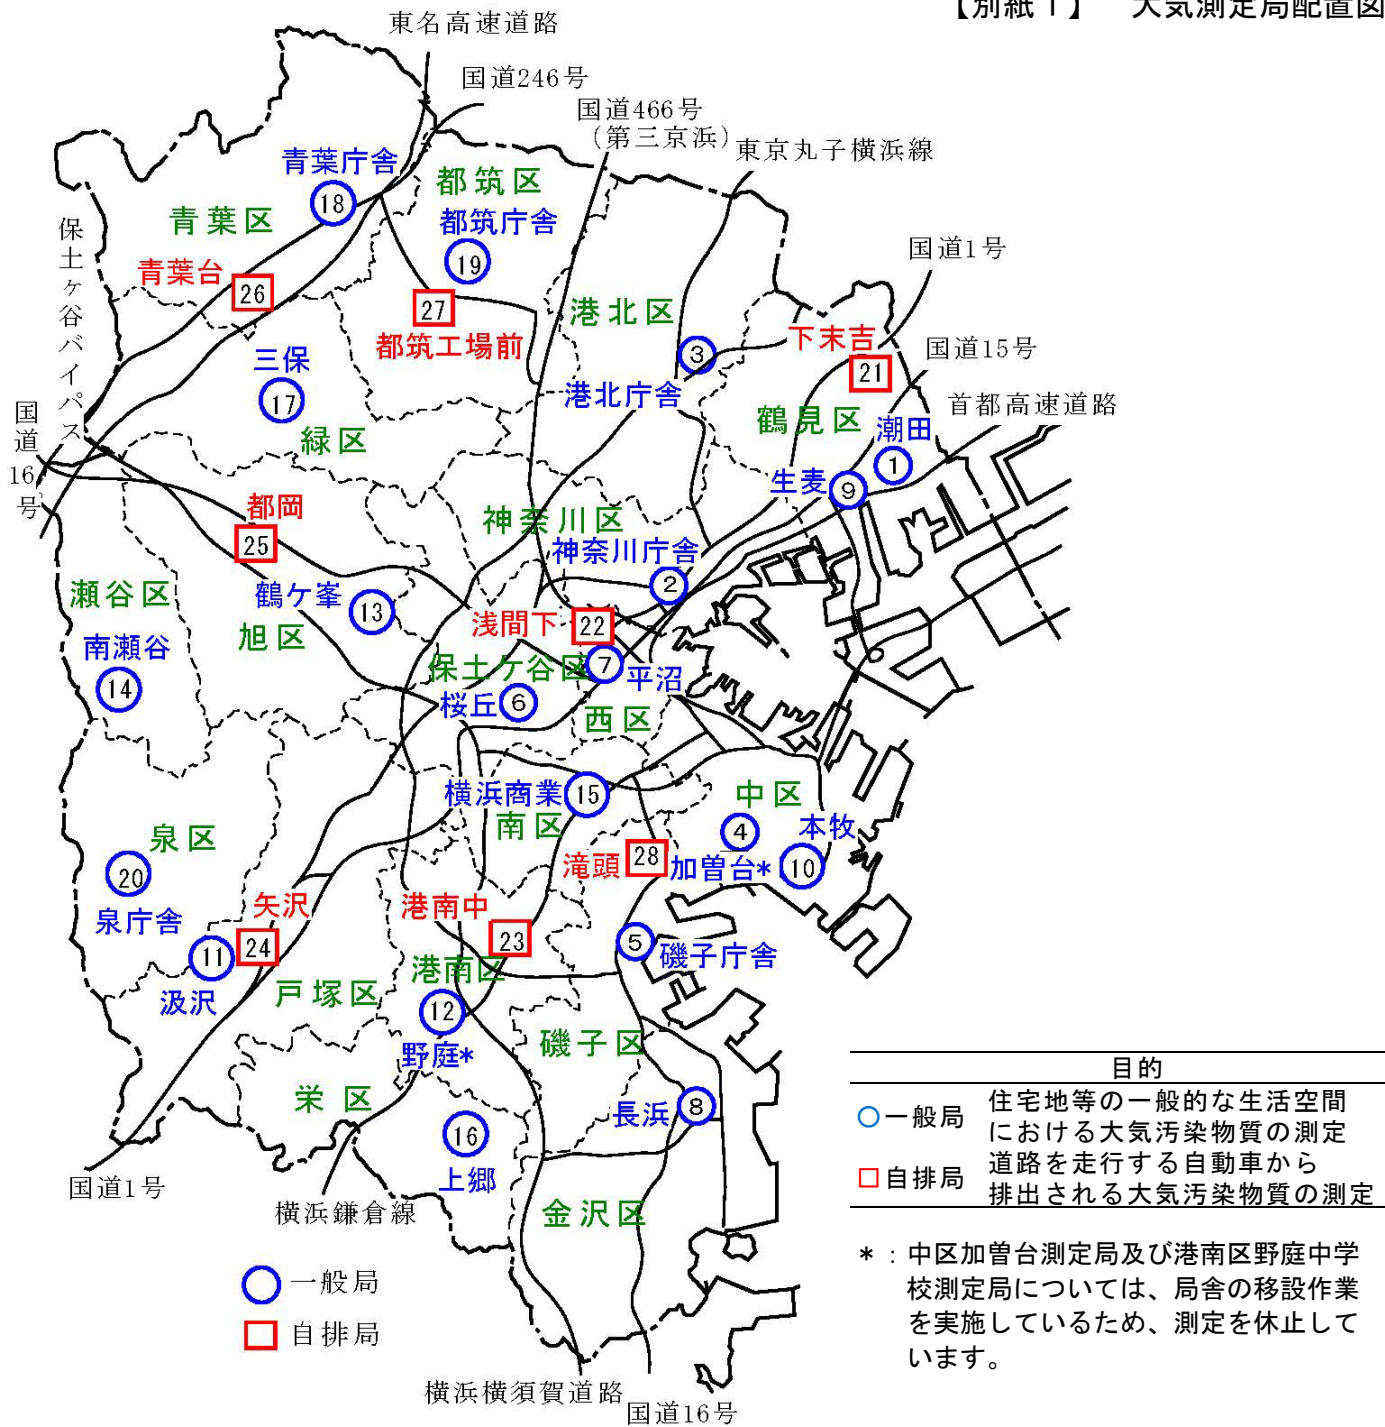 【別紙１】 大気測定局配置図
東名高速道路
国道246号
国道466号
(第三京浜)
東京丸子横浜線
青葉庁舎
18
都筑区
都筑庁舎
19
青葉区
保土ヶ谷バイパス
国道1号
青葉台
26
27
都筑工場前
港北区
3
港北庁舎
下末吉
21
国道15号
三保
17
緑区
首都高速道路
鶴見区
潮田
1
国道16号
生麦
9
都岡
25
神奈川区
神奈川庁舎
2
瀬谷区
鶴ケ峯
13
旭区
浅間下
22
南瀬谷
14
保土ケ谷区
7
平沼
桜丘
6
西区
横浜商業
15
南区
中区
4
本牧
10
加曽台*
泉区
20
泉庁舎
滝頭
28
矢沢
24
11
汲沢
港南中
23
5
磯子庁舎
港南区
戸塚区
12
野庭*
磯子区
栄区
16
上郷
長浜
8
国道1号
横浜鎌倉線
金沢区
一般局
自排局
横浜横須賀道路
国道16号
目的
一般局
住宅地等の一般的な生活空間
における大気汚染物質の測定
自排局
道路を走行する自動車から
排出される大気汚染物質の測定
*：中区加曽台測定局及び港南区野庭中学
校測定局については、局舎の移設作業
を実施しているため、測定を休止して
います。